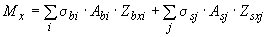 M_x = ∑_i σ_bi · A_bi · Z_bxi + ∑_j σ_sj · A_sj · Z_sxj